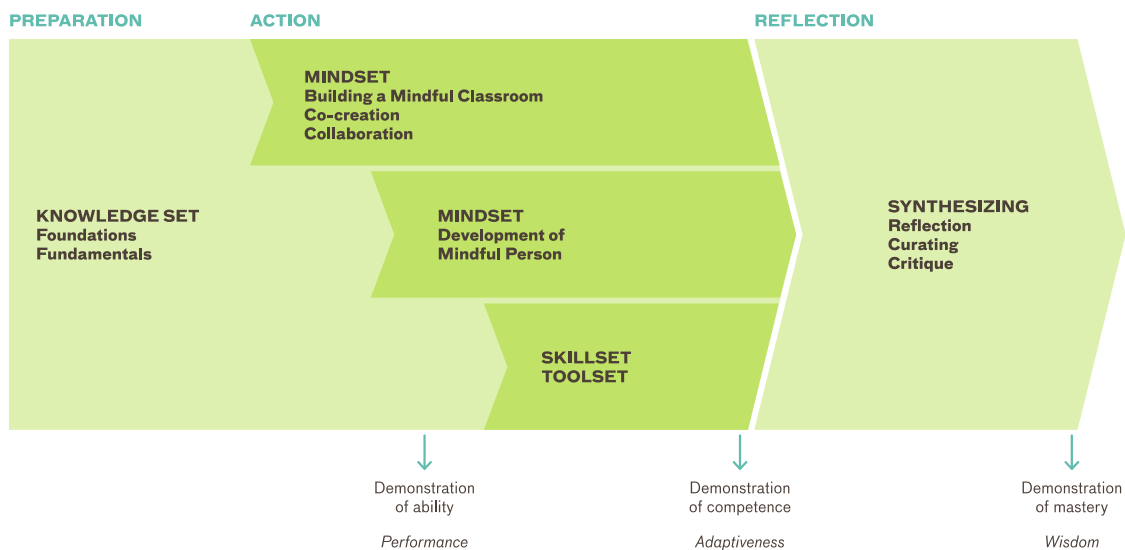 PREPARATION
ACTION
REFLECTION
MINDSET
Building a Mindful Classroom
Co-creation
Collaboration
KNOWLEDGE SET
Foundations
Fundamentals
MINDSET
Development of
Mindful Person
SYNTHESIZING
Reflection
Curating
Critique
SKILLSET
TOOLSET
Demonstration
of ability
Performance
Demonstration
of competence
Adaptiveness
Demonstration
of mastery
Wisdom